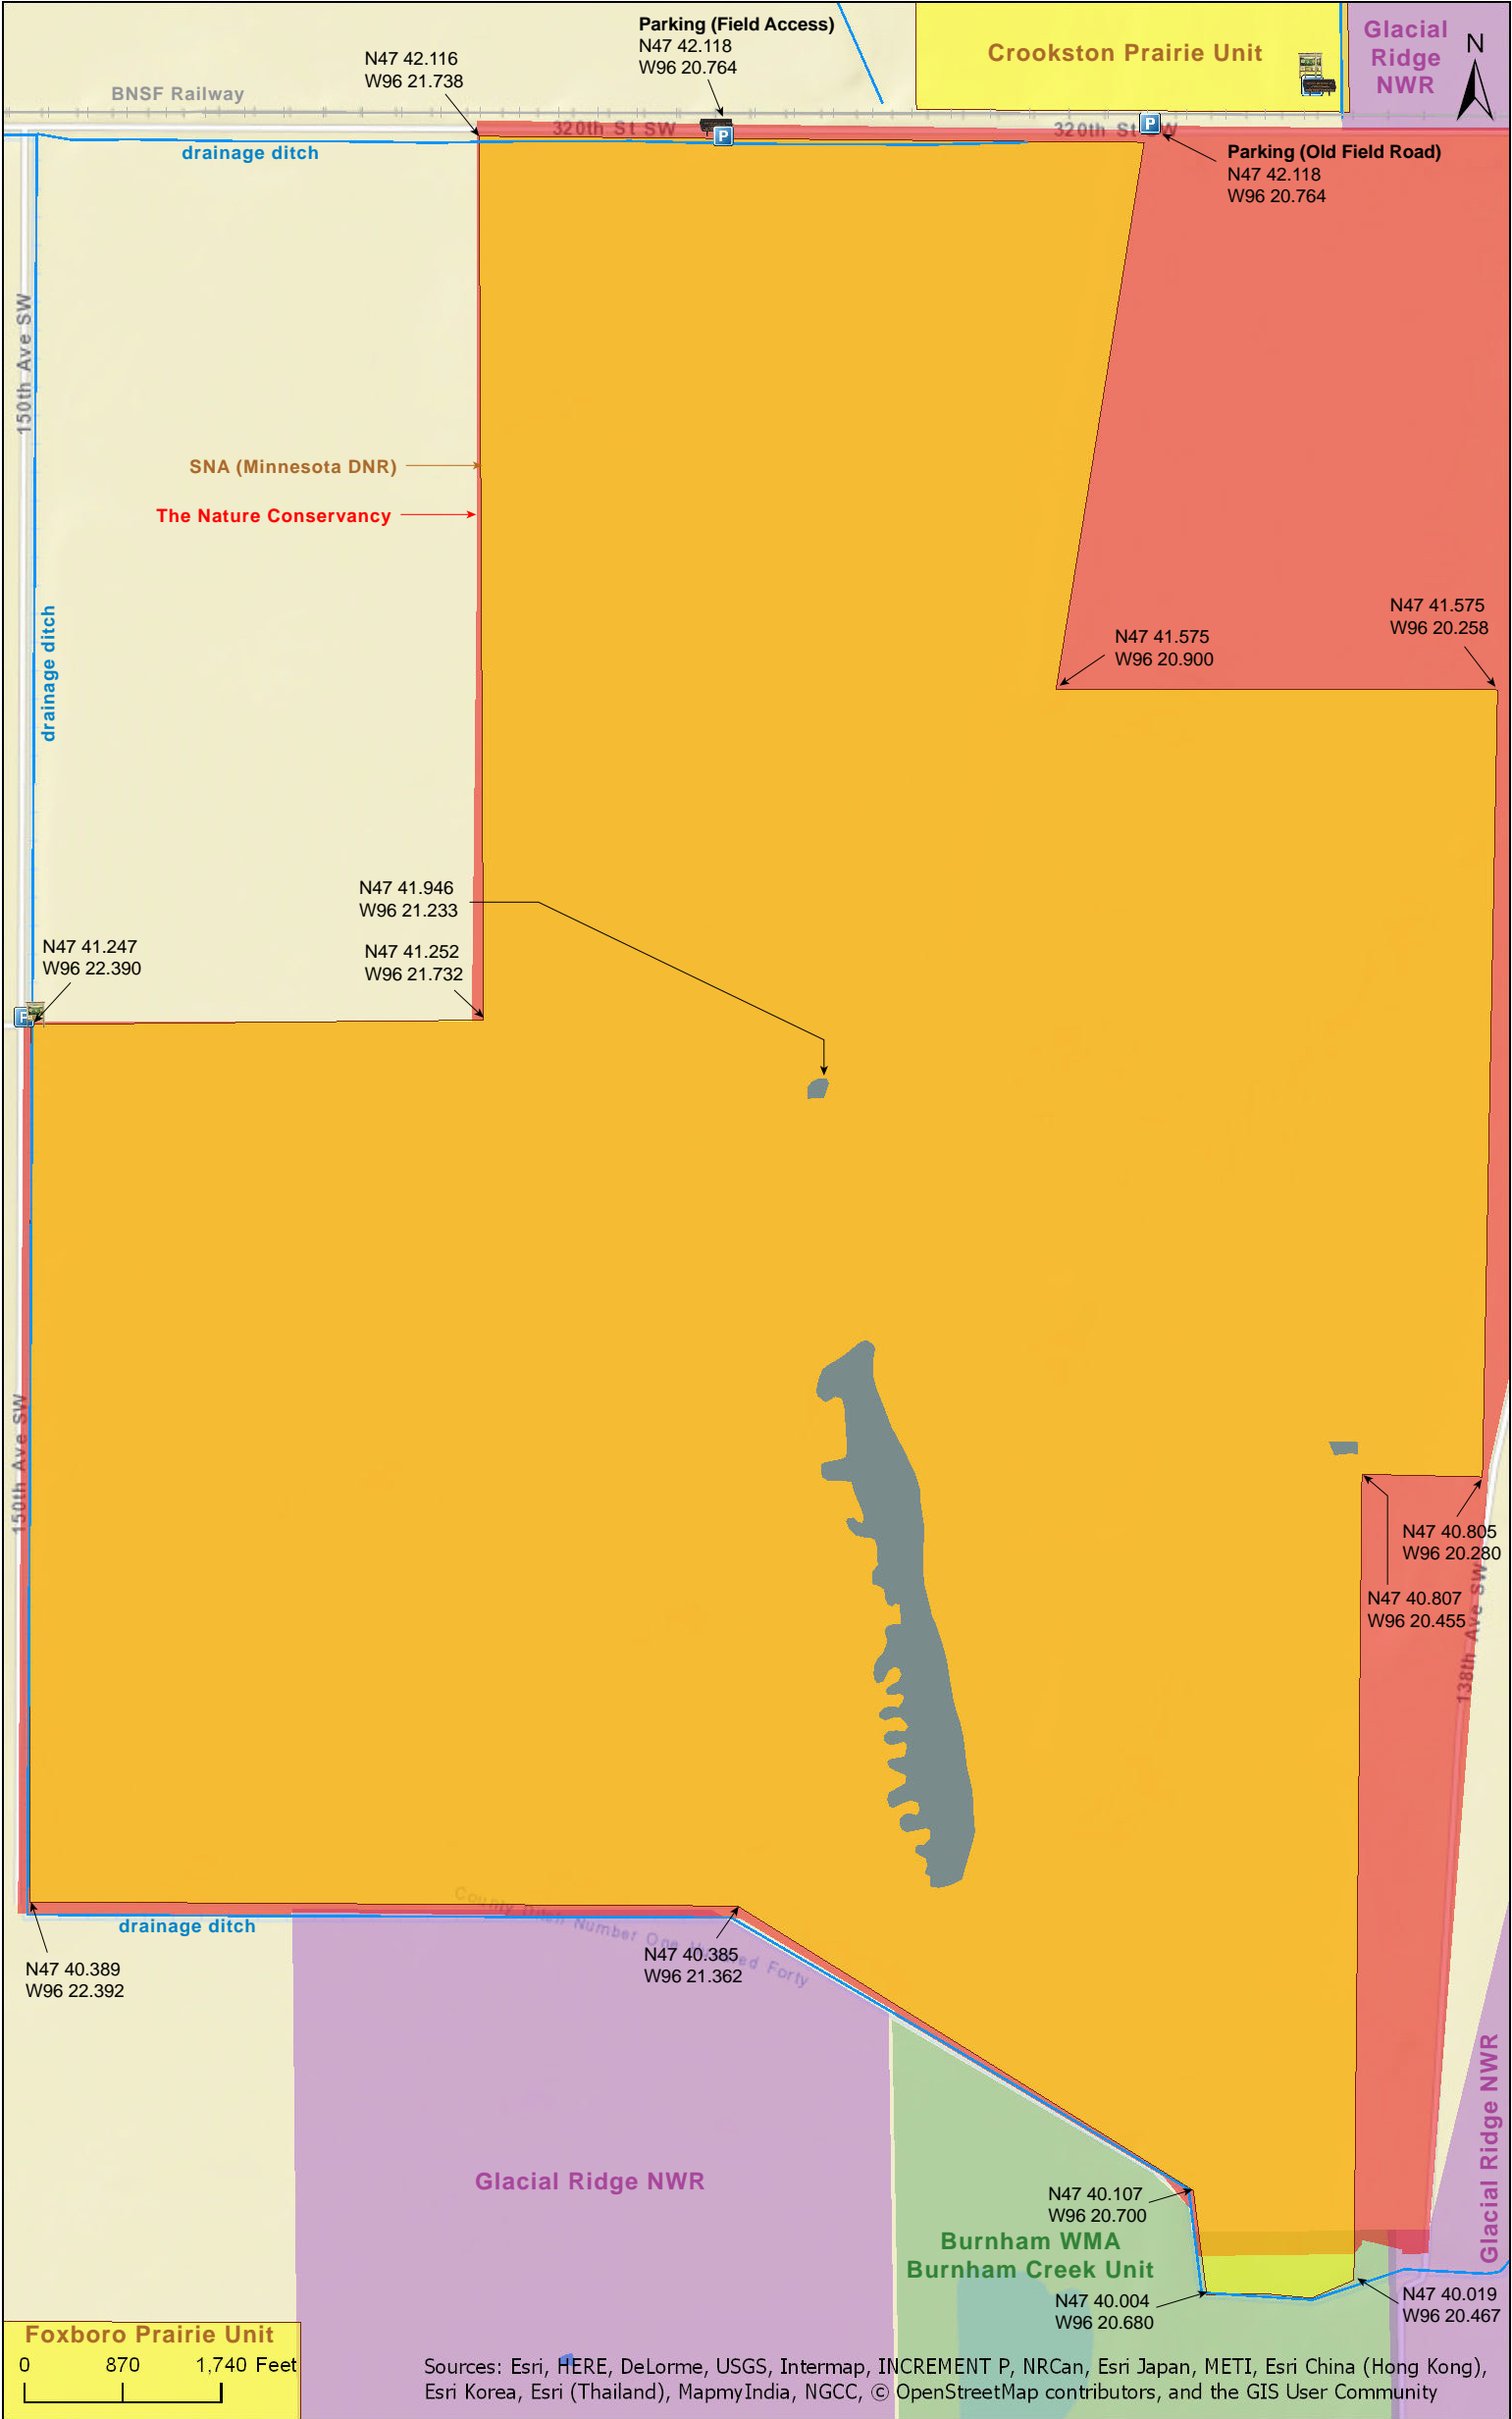 Parking (Field Access)
N47 42.118
W96 20.764
Crookston Prairie Unit
Glacial
Ridge
NWR
N
N47 42.116
W96 21.738
BNSF Railway
320th St SW
P
P
320th St SW
drainage ditch
Parking (Old Field Road)
N47 42.118
W96 20.764
150th Ave SW
SNA (Minnesota DNR)
The Nature Conservancy
drainage ditch
N47 41.575
W96 20.258
N47 41.575
W96 20.900
N47 41.946
W96 21.233
N47 41.247
W96 22.390
N47 41.252
W96 21.732
P
150th Ave SW
N47 40.805
W96 20.280
N47 40.807
W96 20.455
138th Ave SW
County Ditch Number One Hundred Forty
drainage ditch
N47 40.385
W96 21.362
N47 40.389
W96 22.392
Glacial Ridge NWR
Glacial Ridge NWR
N47 40.107
W96 20.700
Burnham WMA
Burnham Creek Unit
N47 40.004
W96 20.680
N47 40.019
W96 20.467
Foxboro Prairie Unit
0 870 1,740 Feet
Sources: Esri, HERE, DeLorme, USGS, Intermap, INCREMENT P, NRCan, Esri Japan, METI, Esri China (Hong Kong),
Esri Korea, Esri (Thailand), MapmyIndia, NGCC, © OpenStreetMap contributors, and the GIS User Community